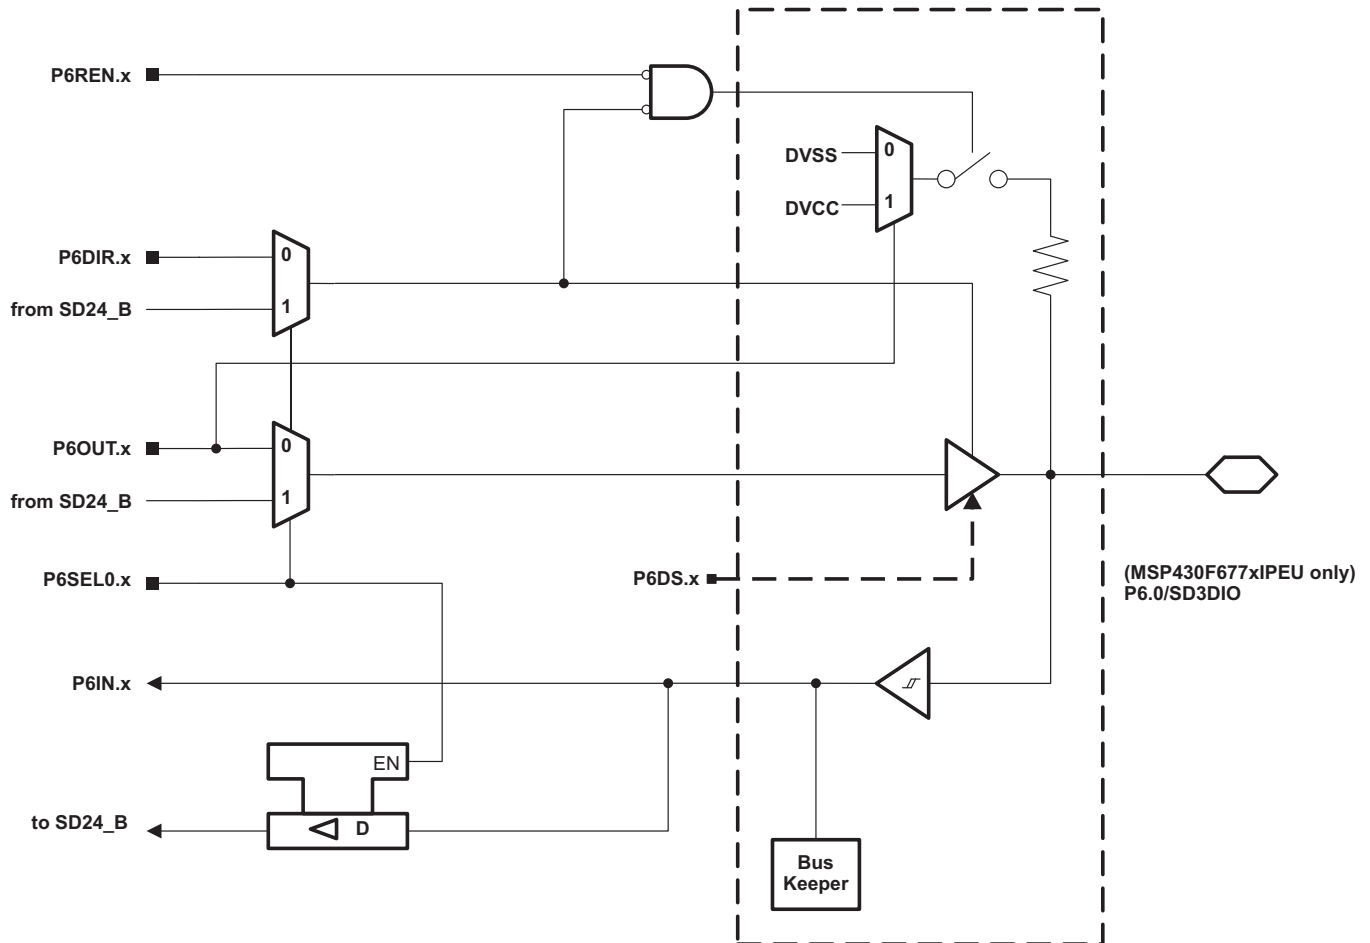 P6REN.x
DVSS
0
DVCC
1
P6DIR.x
0
from SD24_B
1
P6OUT.x
0
from SD24_B
1
P6SEL0.x
P6DS.x
(MSP430F677xIPEU only)
P6.0/SD3DIO
P6IN.x
EN
to SD24_B
D
Bus
Keeper